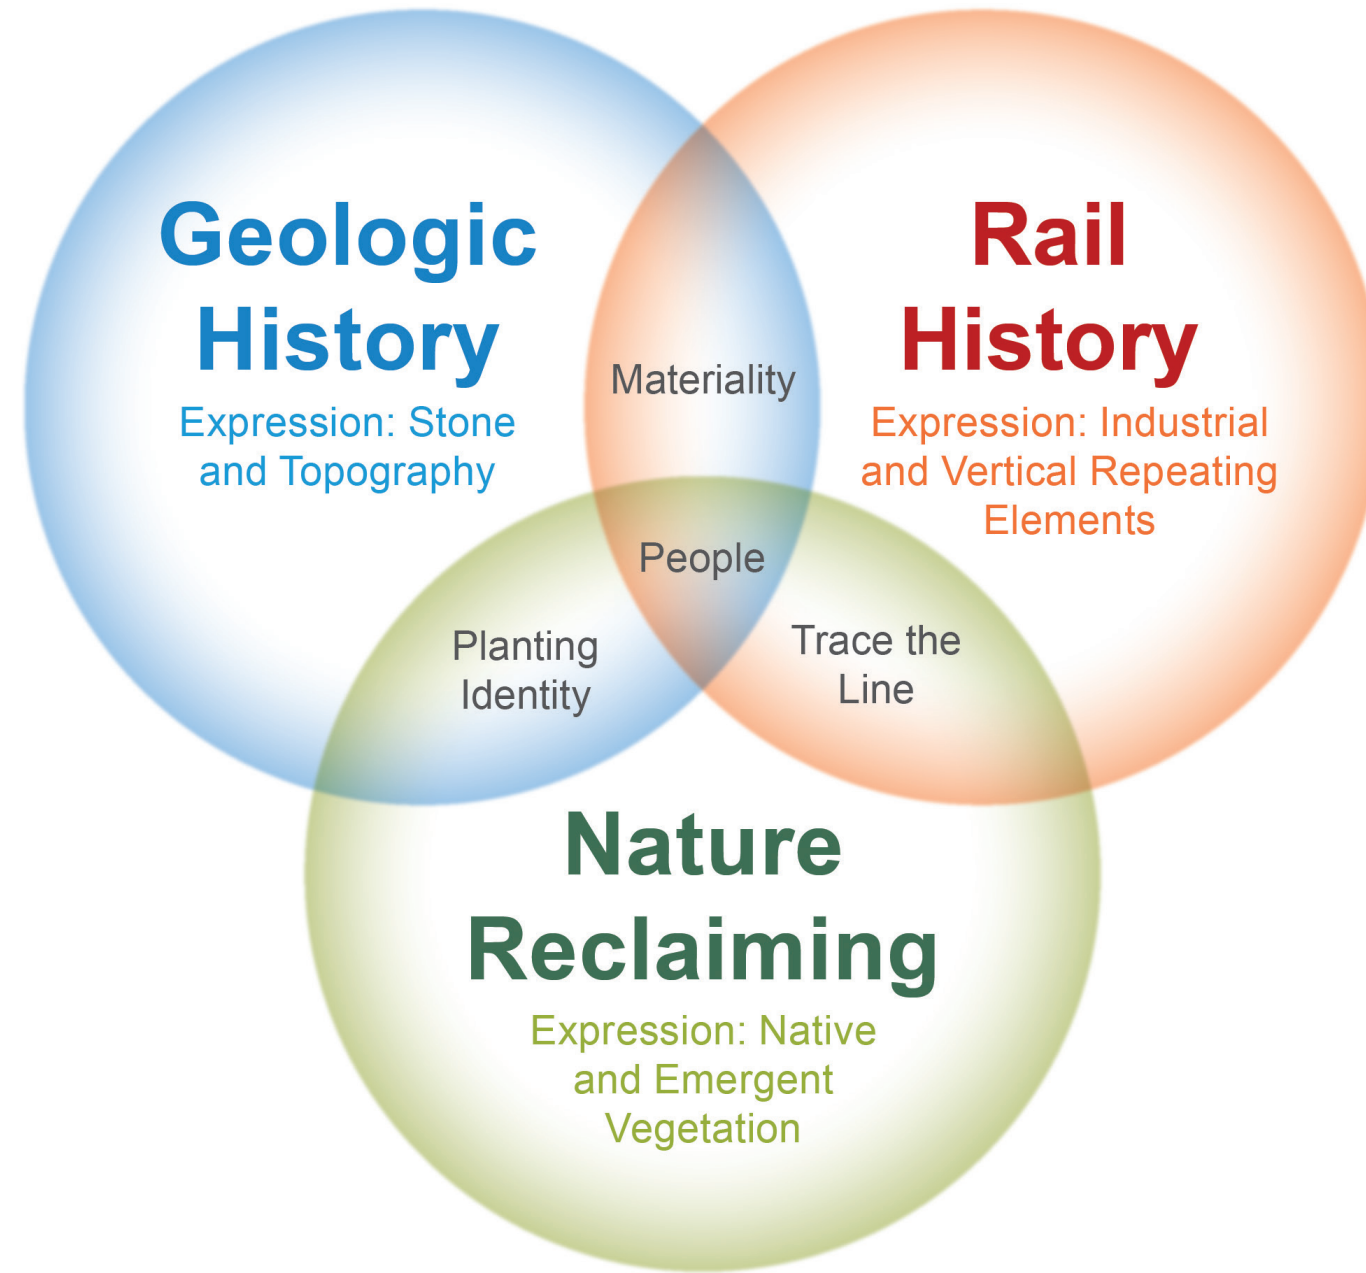 Geologic
History
Expression: Stone
and Topography
Rail
History
Expression: Industrial
and Vertical Repeating
Elements
Materiality
People
Planting
Identity
Trace the
Line
Nature
Reclaiming
Expression: Native
and Emergent
Vegetation